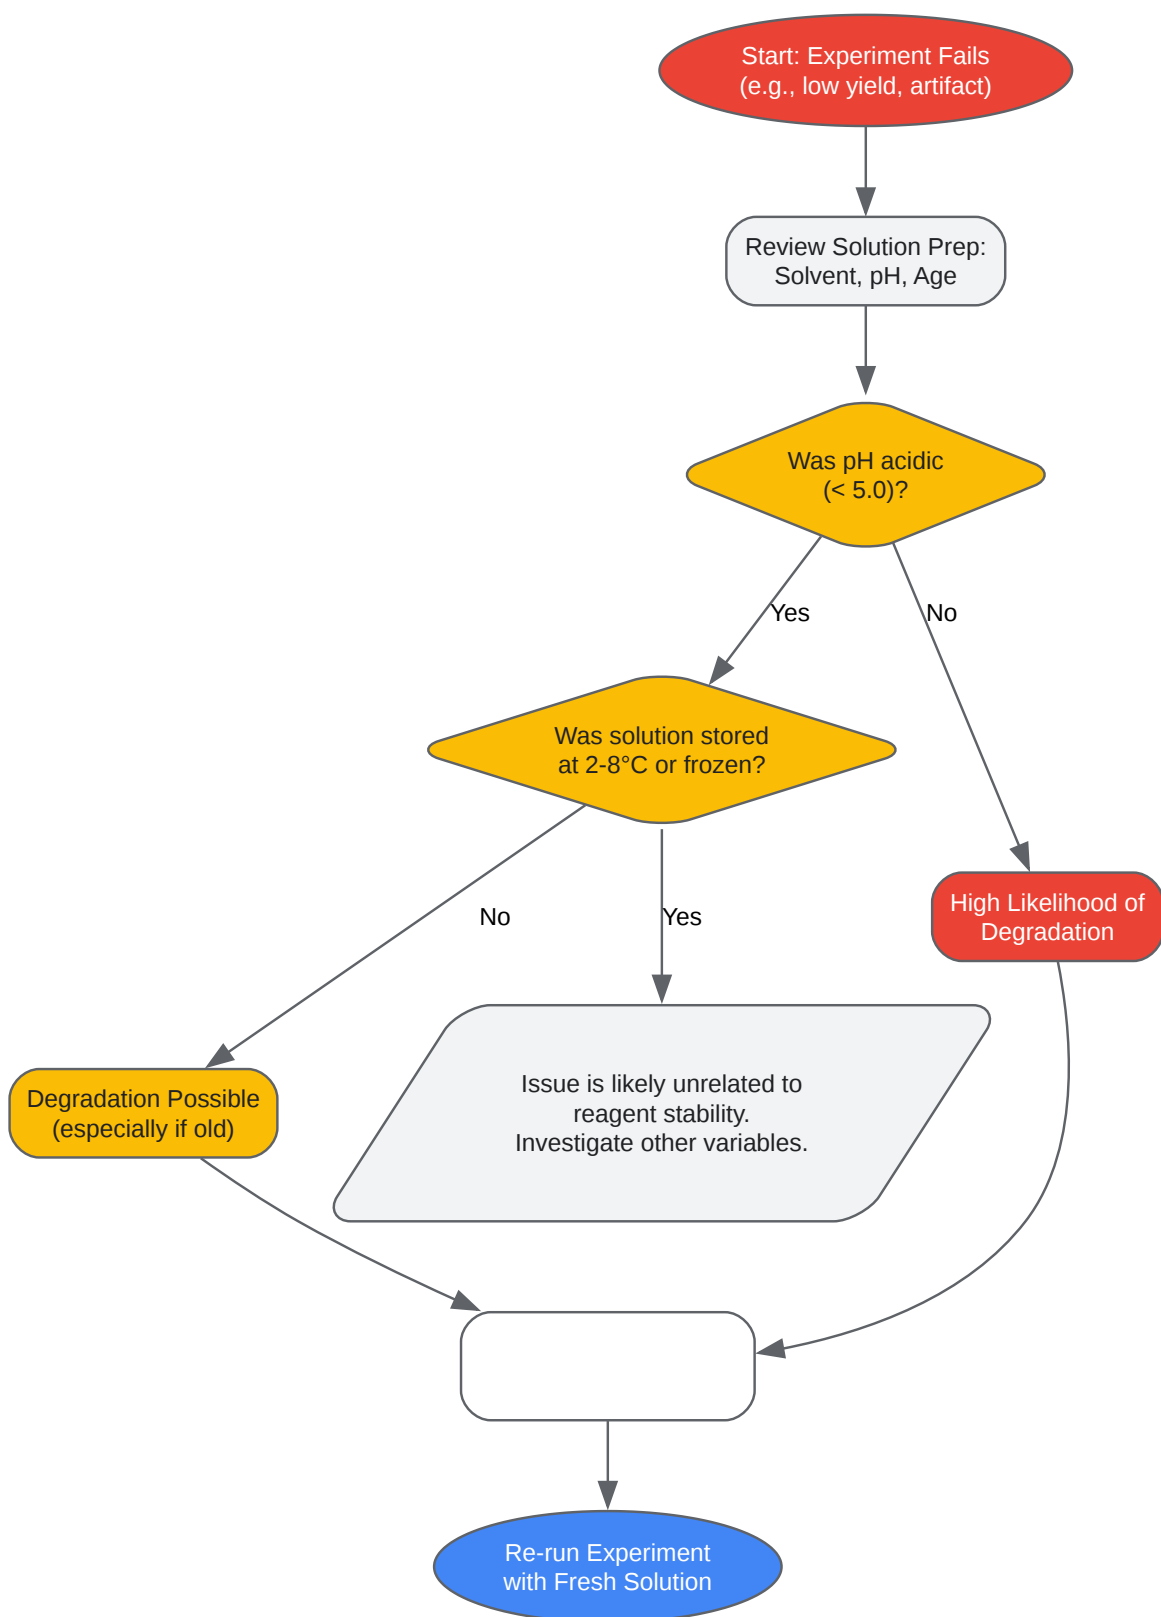 Start: Experiment Fails
(e.g., low yield, artifact)
Review Solution Prep:
Solvent, pH, Age
Was pH acidic
(< 5.0)?
Yes
No
Was solution stored
at 2-8°C or frozen?
No
Yes
High Likelihood of
Degradation
Issue is likely unrelated to
reagent stability.
Investigate other variables.
Degradation Possible
(especially if old)
Re-run Experiment
with Fresh Solution